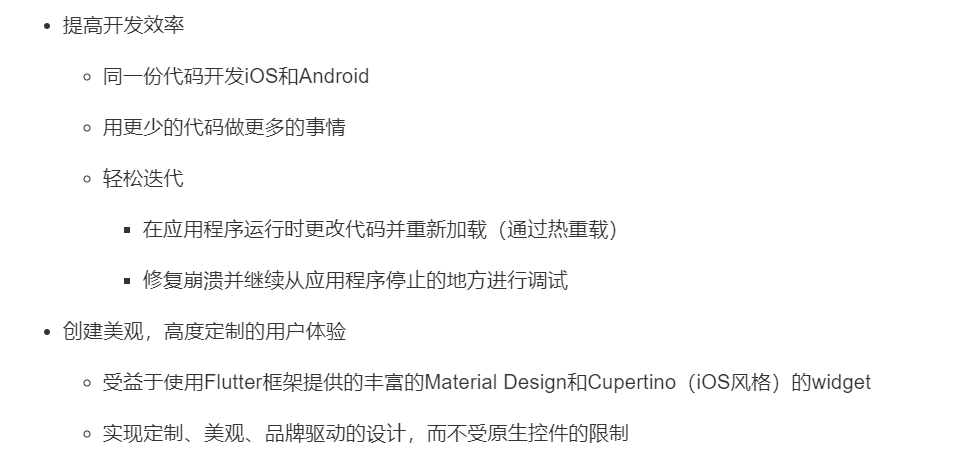 提高开发效率
同一份代码开发iOS和Android
用更少的代码做更多的事情
轻松迭代
在应用程序运行时更改代码并重新加载（通过热重载）
修复崩溃并继续从应用程序停止的地方进行调试
创建美观，高度定制的用户体验
受益于使用Flutter框架提供的丰富的Material Design和Cupertino（iOS风格）的widget
实现定制、美观、品牌驱动的设计，而不受原生控件的限制